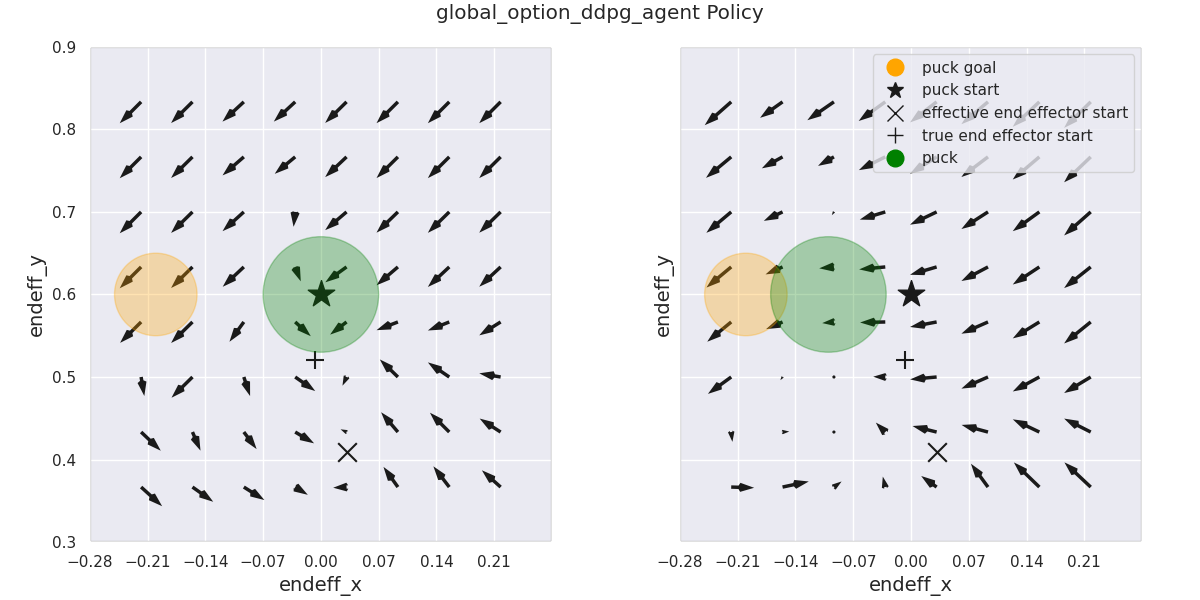 global_option_ddpg_agent Policy
endeff_y
0.9
0.8
0.7
0.6
0.5
0.4
0.3
−0.28 −0.21 −0.14 −0.07 0.00 0.07 0.14 0.21
endeff_x
puck goal
puck start
effective end effector start
true end effector start
puck
endeff_y
−0.28 −0.21 −0.14 −0.07 0.00 0.07 0.14 0.21
endeff_x